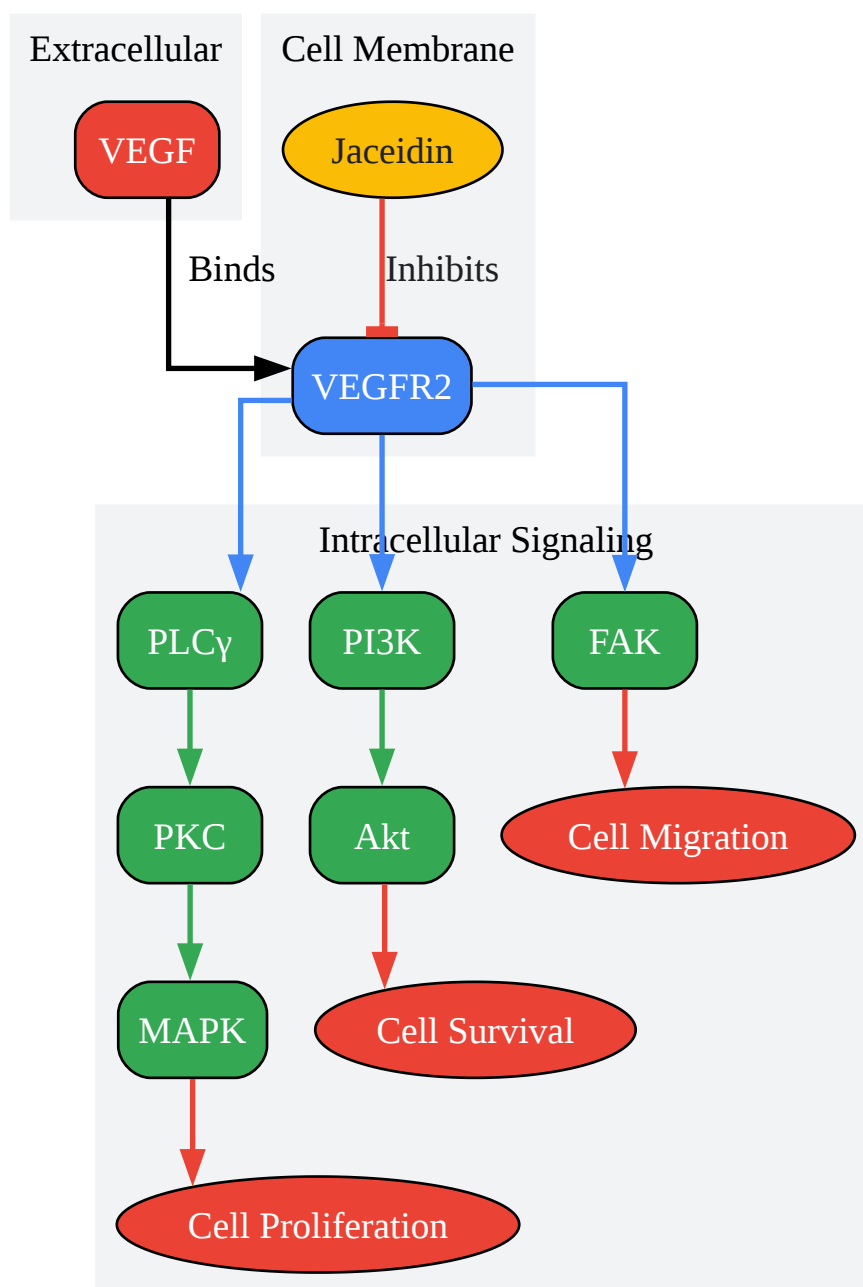 Extracellular
Cell Membrane
VEGF
Jaceidin
Binds
Inhibits
VEGFR2
Intracellular Signaling
PLCγ
PI3K
FAK
PKC
Akt
Cell Migration
MAPK
Cell Survival
Cell Proliferation